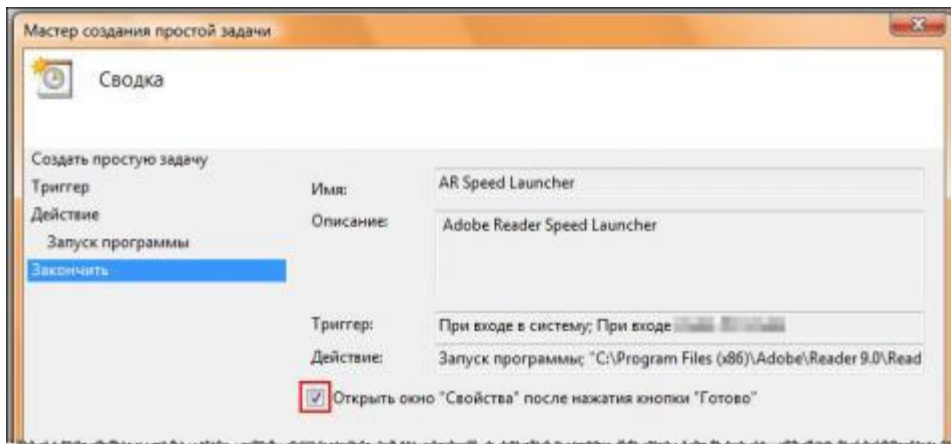 Мастер создания простой задачи
Сводка
Создать простую задачу
Триггер
Действие
Запуск программы
Закончить
Имя: AR Speed Launcher
Описание: Adobe Reader Speed Launcher
Триггер: При входе в систему; При входе
Действие: Запуск программы; "C:\Program Files (x86)\Adobe\Reader 9.0\Read
Открыть окно "Свойства" после нажатия кнопки "Готово"